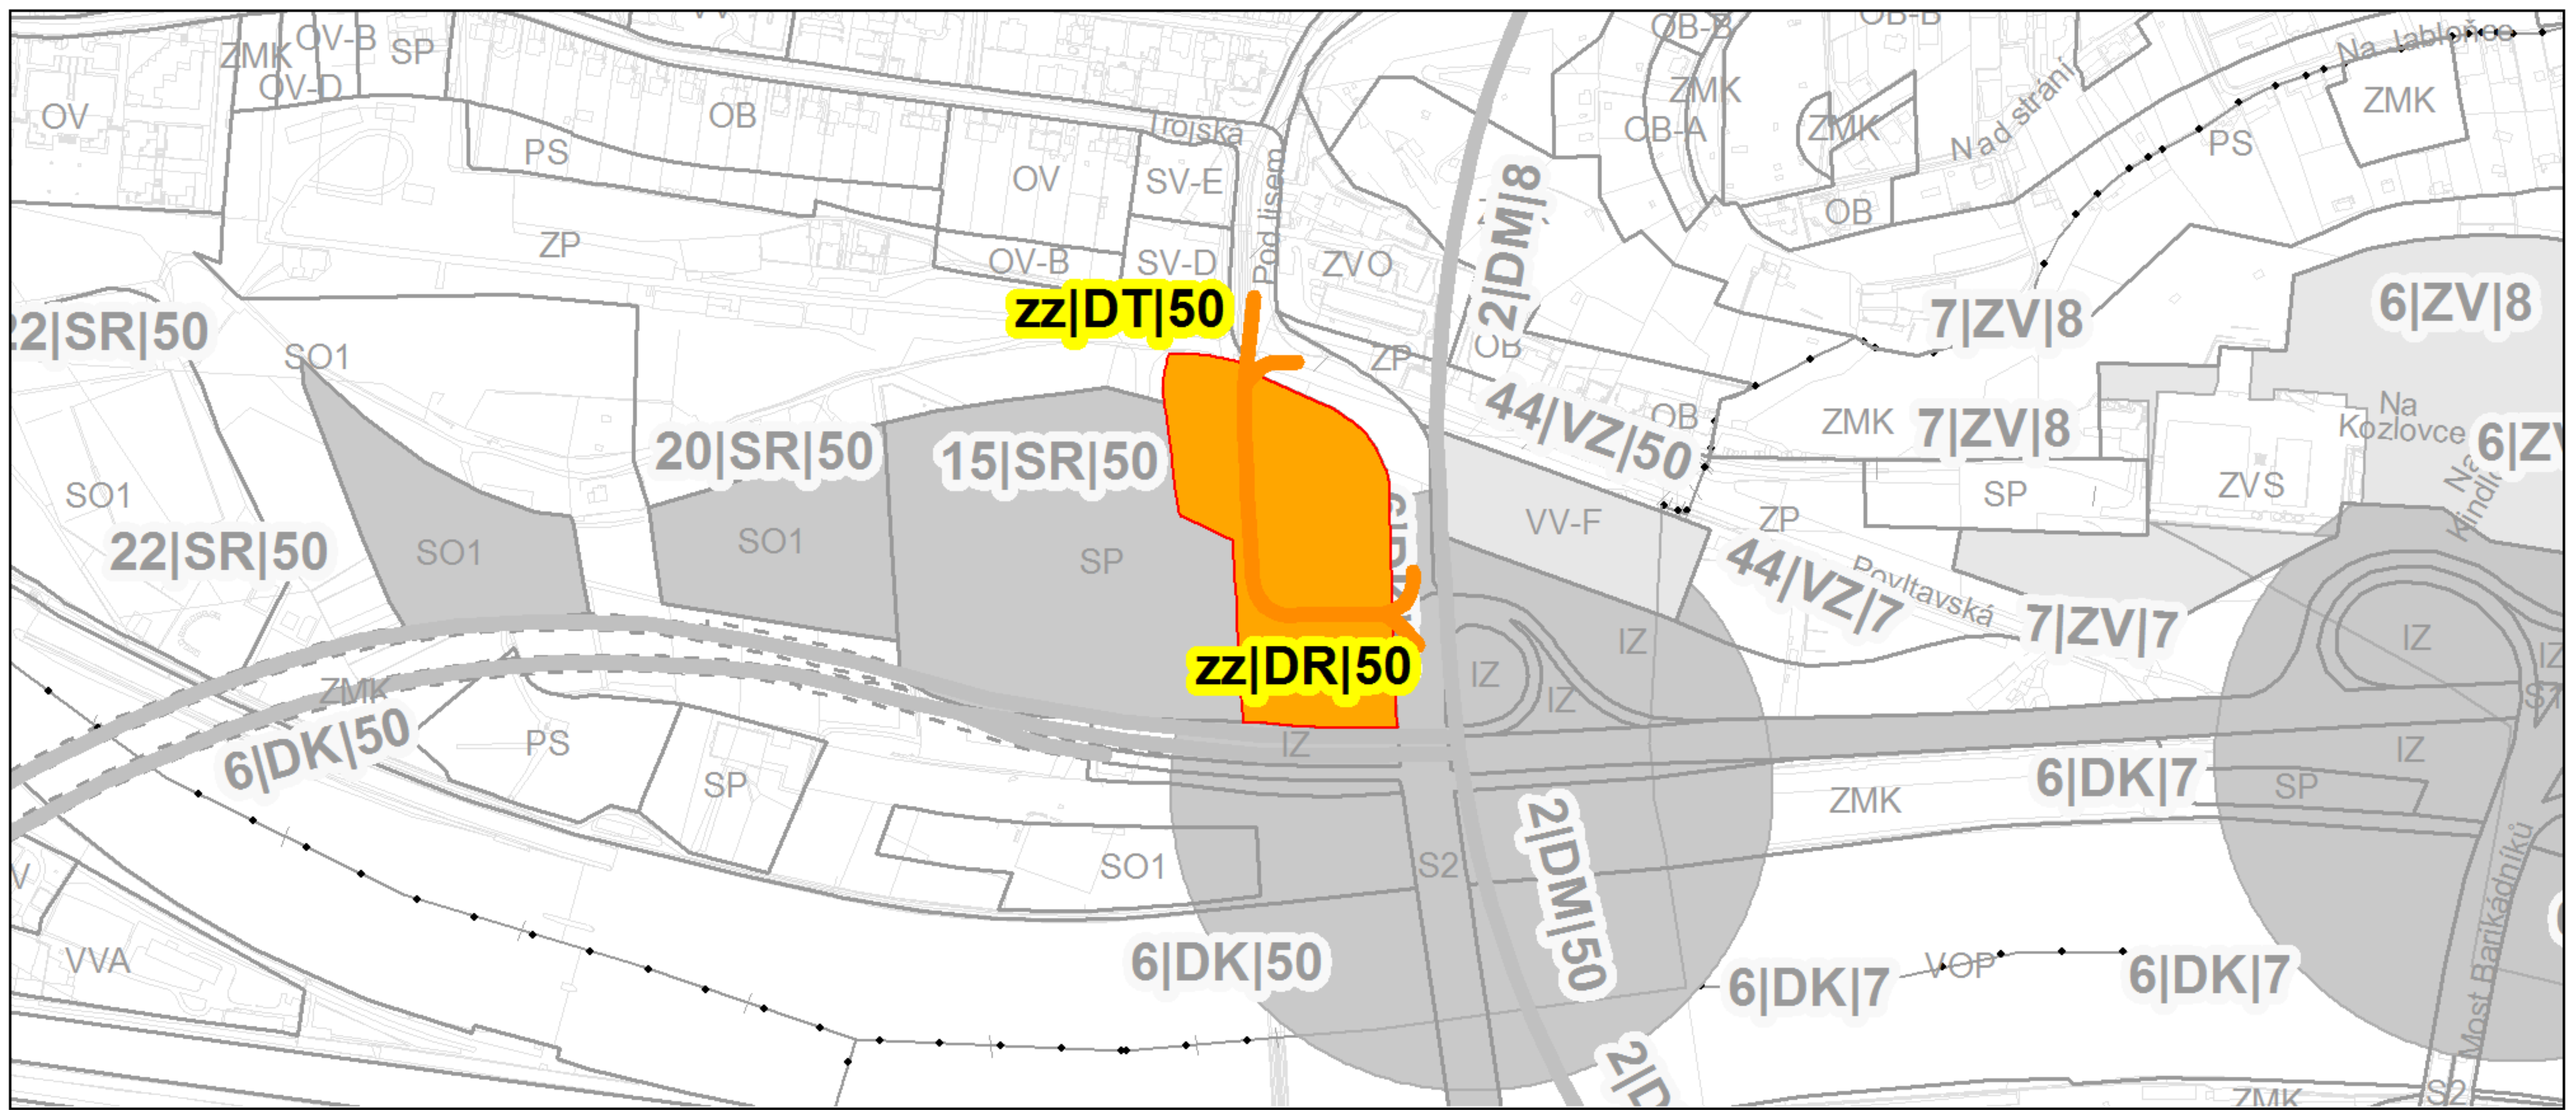 OV-B
SP
ZMK
OV-D
OV
OB
PS
Trojská
OV
SV-E
Pod lisem
ZP
OV-B
SV-D
ZVO
OB-B
OB-B
ZMK
OB-A
ZMK
Nad strání
OB
Na Jabloňce
ZMK
PS
2|DM|8
zz|DT|50
22|SR|50
SO1
ZP
OB
7|ZV|8
6|ZV|8
20|SR|50
15|SR|50
44|VZ|50
OB
ZMK
7|ZV|8
Na
Kozlovce
SO1
SP
ZVS
VV-F
ZP
22|SR|50
SO1
SO1
SP
44|VZ|7
Povltavská
7|ZV|7
IZ
IZ
zz|DR|50
IZ
IZ
IZ
S1
ZMK
6|DK|50
PS
IZ
SP
6|DK|7
IZ
SP
ZMK
2|DM|50
SO1
S2
Most Barikádníků
VVA
6|DK|50
VOP
6|DK|7
6|DK|7
S2
ZMK